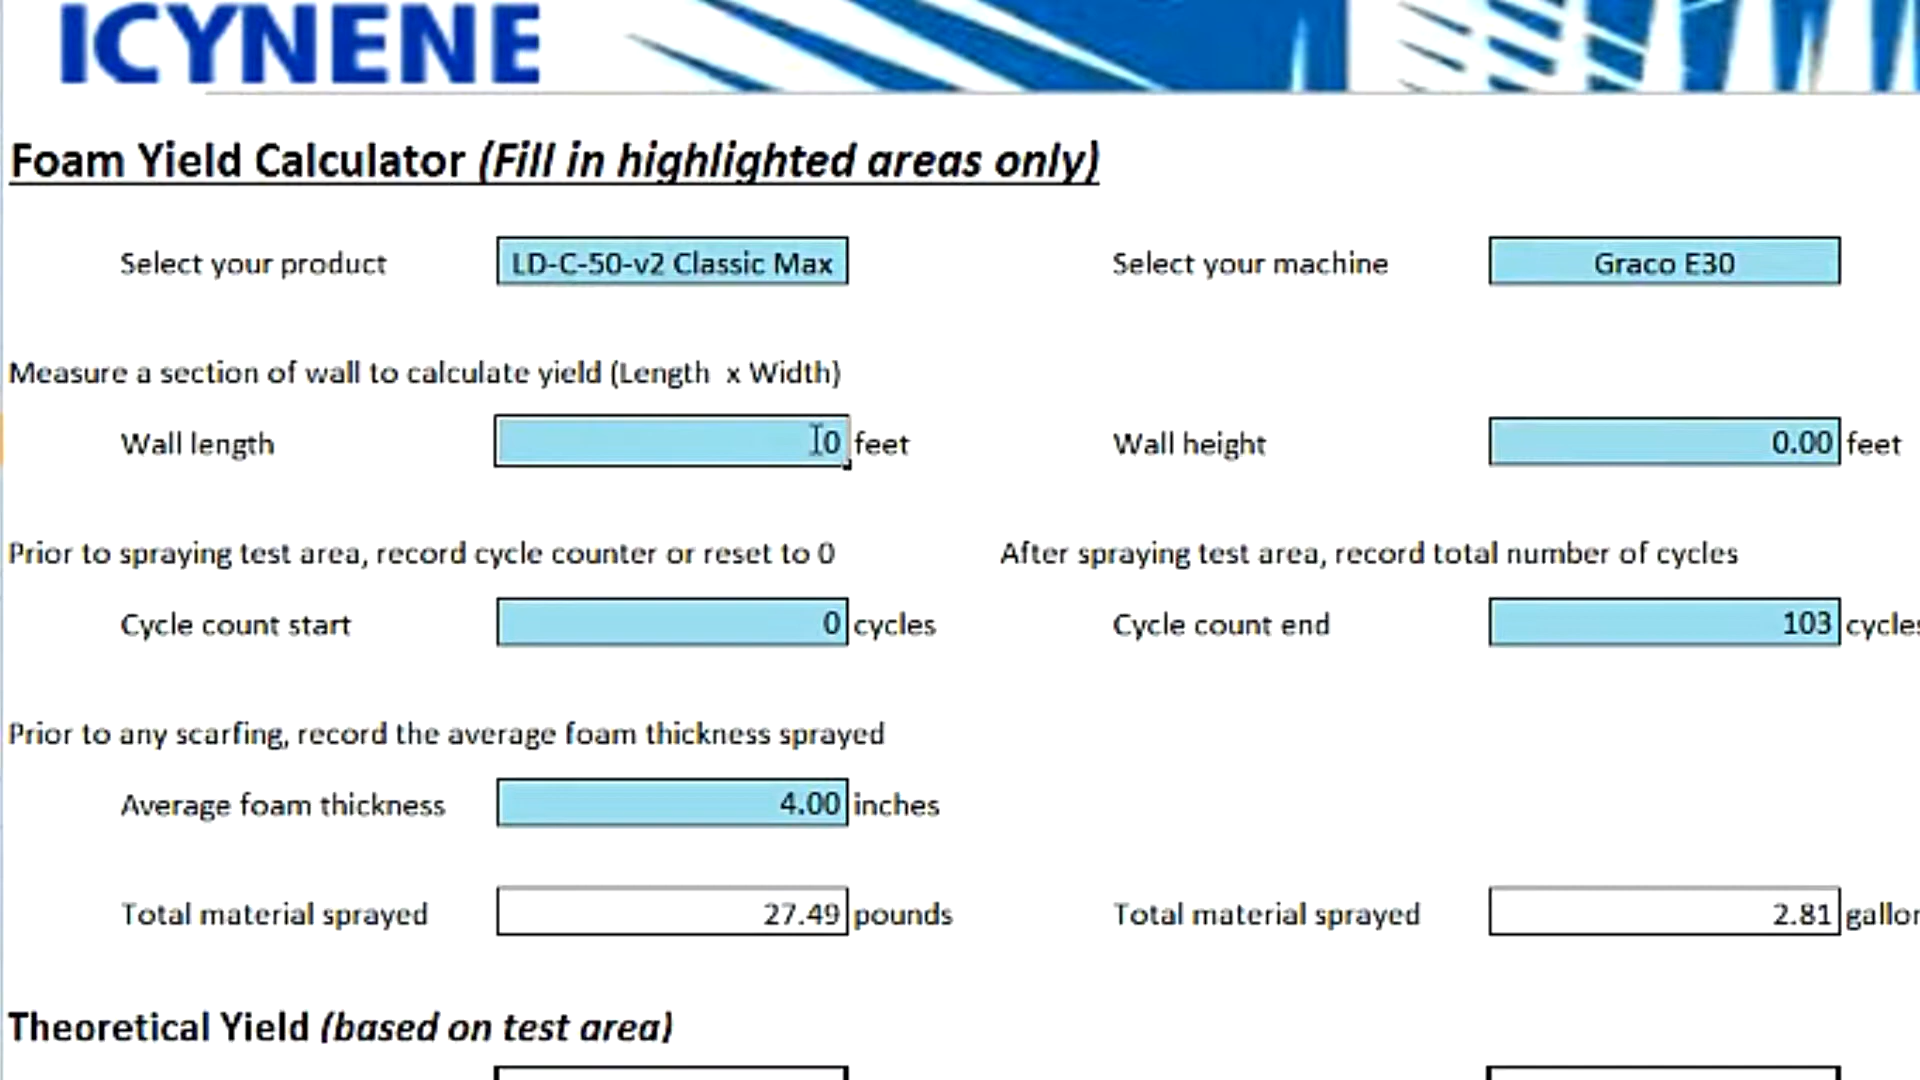 ICYNENE
Foam Yield Calculator (Fill in highlighted areas only)
Select your product LD-C-50-v2 Classic Max Select your machine Graco E30
Measure a section of wall to calculate yield (Length x Width)
Wall length 0 feet Wall height 0.00 feet
Prior to spraying test area, record cycle counter or reset to 0 After spraying test area, record total number of cycles
Cycle count start 0 cycles Cycle count end 103 cycles
Prior to any scarfing, record the average foam thickness sprayed
Average foam thickness 4.00 inches
Total material sprayed 27.49 pounds Total material sprayed 2.81 gallon
Theoretical Yield (based on test area)